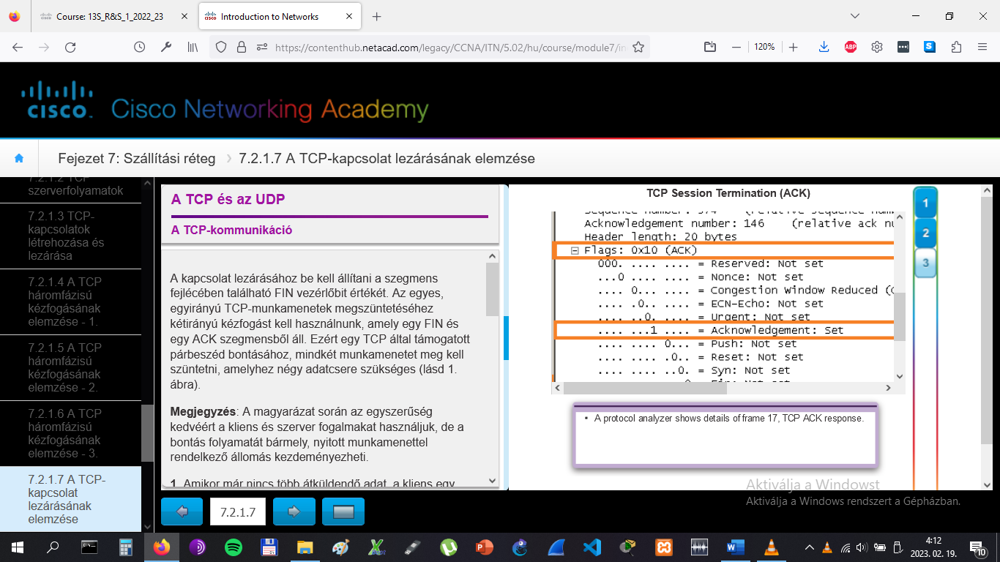 Course: 13S_R&S_1_2022_23
Introduction to Networks
https://contenthub.netacad.com/legacy/CCNA/ITN/5.02/hu/course/module7/in
120%
ABP
S
CISCO
Cisco Networking Academy
Fejezet 7: Szállítási réteg
7.2.1.7 A TCP-kapcsolat lezárásának elemzése
7.2.1.2 TCP
szerverfolyamatok
7.2.1.3 TCP-
kapcsolatok
létrehozása és
lezárása
7.2.1.4 A TCP
háromfázisú
kézfogásának
elemzése - 1.
7.2.1.5 A TCP
háromfázisú
kézfogásának
elemzése - 2.
7.2.1.6 A TCP
háromfázisú
kézfogásának
elemzése - 3.
7.2.1.7 A TCP-
kapcsolat
lezárásának
elemzése
A TCP és az UDP
A TCP-kommunikáció
A kapcsolat lezárásához be kell állítani a szegmens
fejlécében található FIN vezérlőbit értékét. Az egyes,
egyirányú TCP-munkamenetek megszüntetéséhez
kétirányú kézfogást kell használnunk, amely egy FIN és
egy ACK szegmensből áll. Ezért egy TCP által támogatott
párbeszéd bontásához, mindkét munkamenetet meg kell
szüntetni, amelyhez négy adatcsere szükséges (lásd 1.
ábra).
Megjegyzés: A magyarázat során az egyszerűség
kedvéért a kliens és szerver fogalmakat használjuk, de a
bontás folyamatát bármely, nyitott munkamenettel
rendelkező állomás kezdeményezheti.
1. Amikor már nincs több átküldendő adat, a kliens egy
7.2.1.7
TCP Session Termination (ACK)
Acknowledgement number: 146 (relative ack nu
Header length: 20 bytes
Flags: 0x10 (ACK)
000. .... .... = Reserved: Not set
...0 .... .... = Nonce: Not set
.... 0... .... = Congestion Window Reduced (c
.... .0.. .... = ECN-Echo: Not set
.... ..0. .... = Urgent: Not set
.... ...1 .... = Acknowledgement: Set
.... .... 0... = Push: Not set
.... .... .0.. = Reset: Not set
.... .... ..0. = Syn: Not set
1
2
3
• A protocol analyzer shows details of frame 17, TCP ACK response.
Aktiválja a Windowst
Aktiválja a Windows rendszert a Gépházban.
4:12
2023. 02. 19.
10